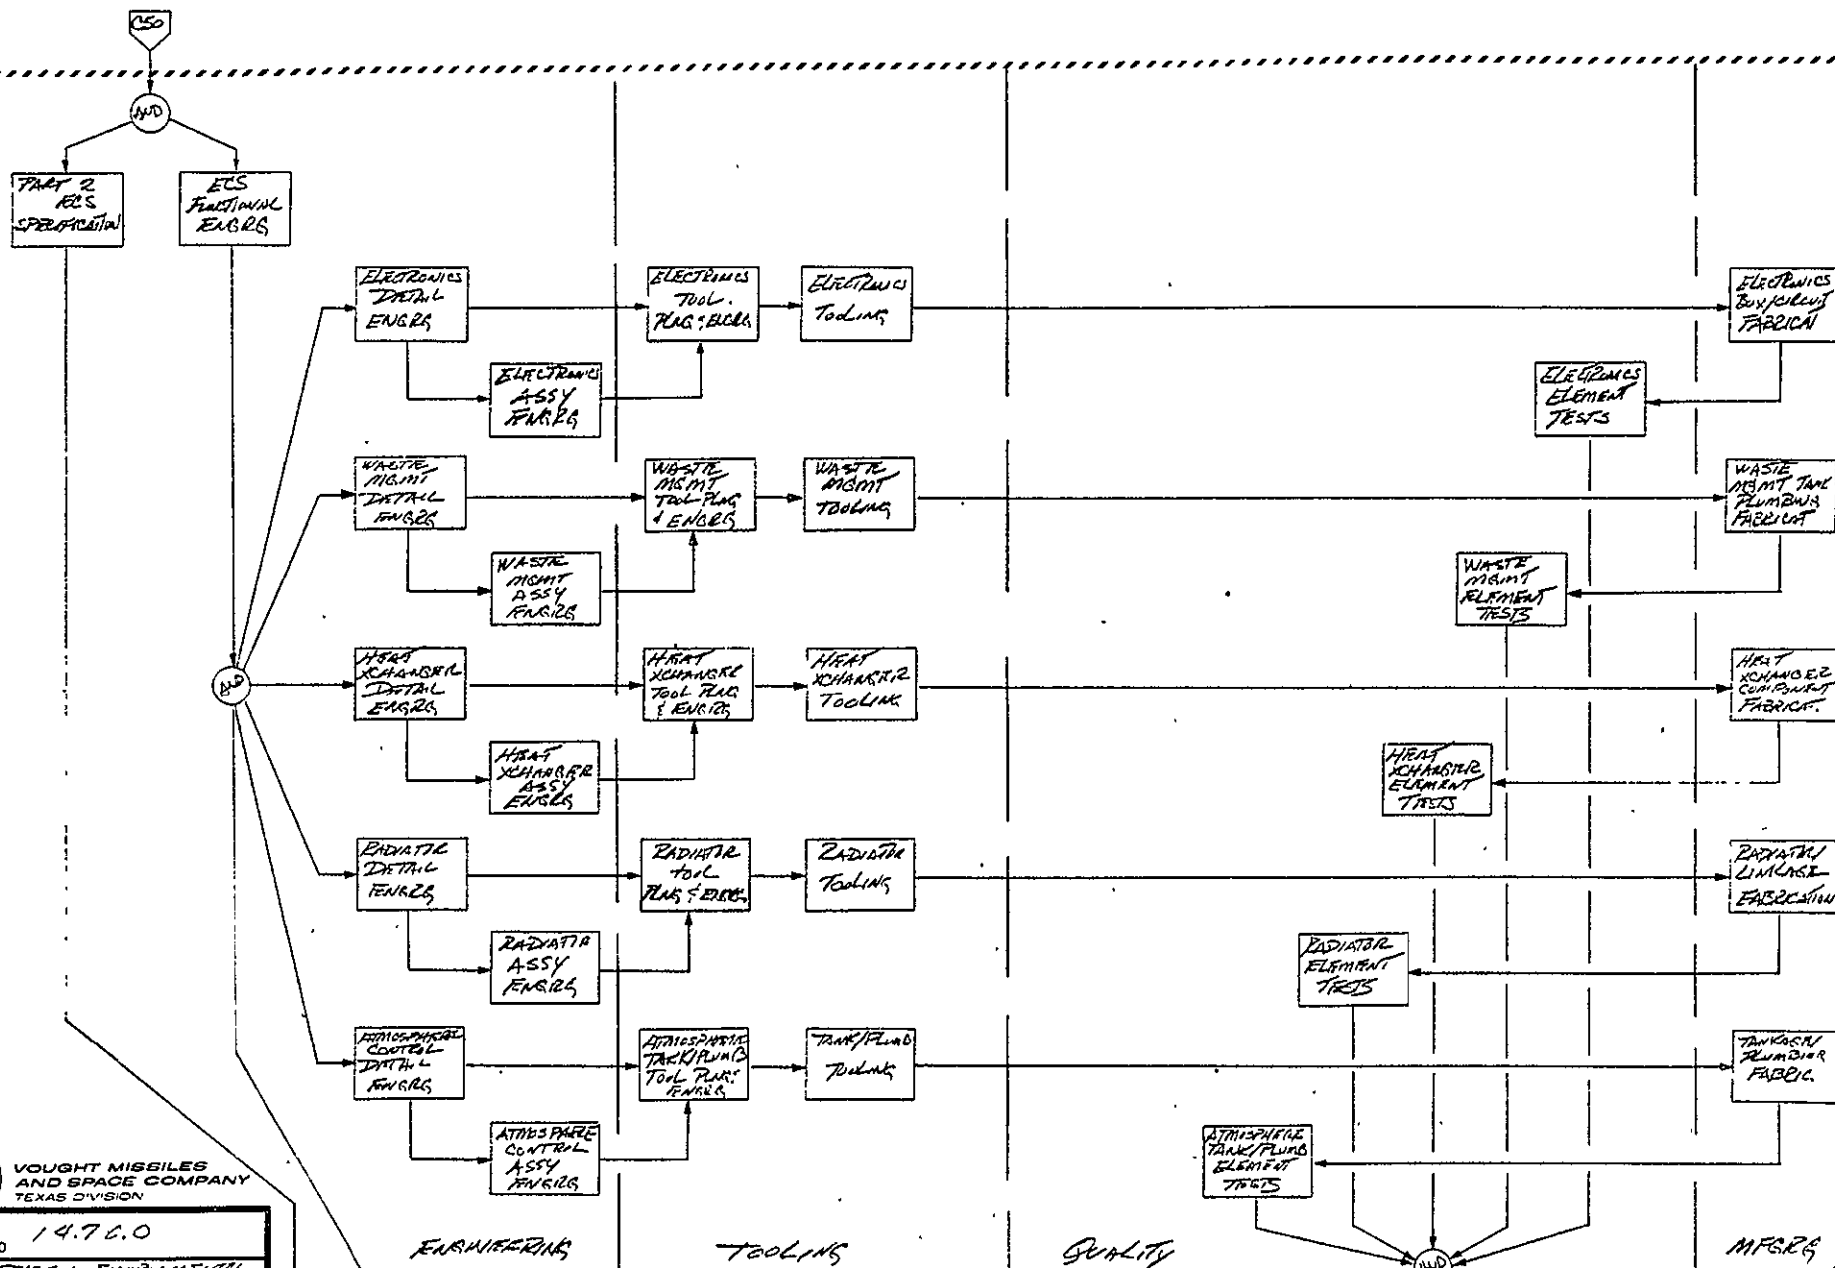 C50
AND
PART 2
ECS
SPECIFICATION
ECS
FUNCTIONAL
ENGRG
ELECTRONICS
DETAIL
ENGRG
ELECTRONICS
TOOL
PLNG & ENGRG
ELECTRONICS
TOOLING
ELECTRONICS
BOX/CIRCUIT
FABRICAT
ELECTRONICS
ASSY
ENGRG
ELECTRONICS
ELEMENT
TESTS
WASTE
MGMT
DETAIL
ENGRG
WASTE
MGMT
TOOL PLNG
& ENGRG
WASTE
MGMT
TOOLING
WASTE
MGMT TANK
PLUMBING
FABRICAT
WASTE
MGMT
ASSY
ENGRG
WASTE
MGMT
ELEMENT
TESTS
AND
HEAT
XCHANGER
DETAIL
ENGRG
HEAT
XCHANGER
TOOL PLNG
& ENGRG
HEAT
XCHANGER
TOOLING
HEAT
XCHANGER
COMPONENT
FABRICAT.
HEAT
XCHANGER
ASSY
ENGRG
HEAT
XCHANGER
ELEMENT
TESTS
RADIATOR
DETAIL
ENGRG
RADIATOR
TOOL
PLNG & ENGRG
RADIATOR
TOOLING
RADIATOR/
LINKAGE
FABRICATION
RADIATOR
ASSY
ENGRG
RADIATOR
ELEMENT
TESTS
ATMOSPHERE
CONTROL
DETAIL
ENGRG
ATMOSPHERE
TANK/PLUMB
TOOL PLNG &
ENGRG
TANK/PLUMB
TOOLING
TANKAGE/
PLUMBING
FABRIC.
ATMOSPHERE
CONTROL
ASSY
ENGRG
ATMOSPHERE
TANK/PLUMB
ELEMENT
TESTS
VOUGHT MISSILES
AND SPACE COMPANY
TEXAS DIVISION
14.7.6.0
ENGINEERING
TOOLING
QUALITY
MFGRG
AND